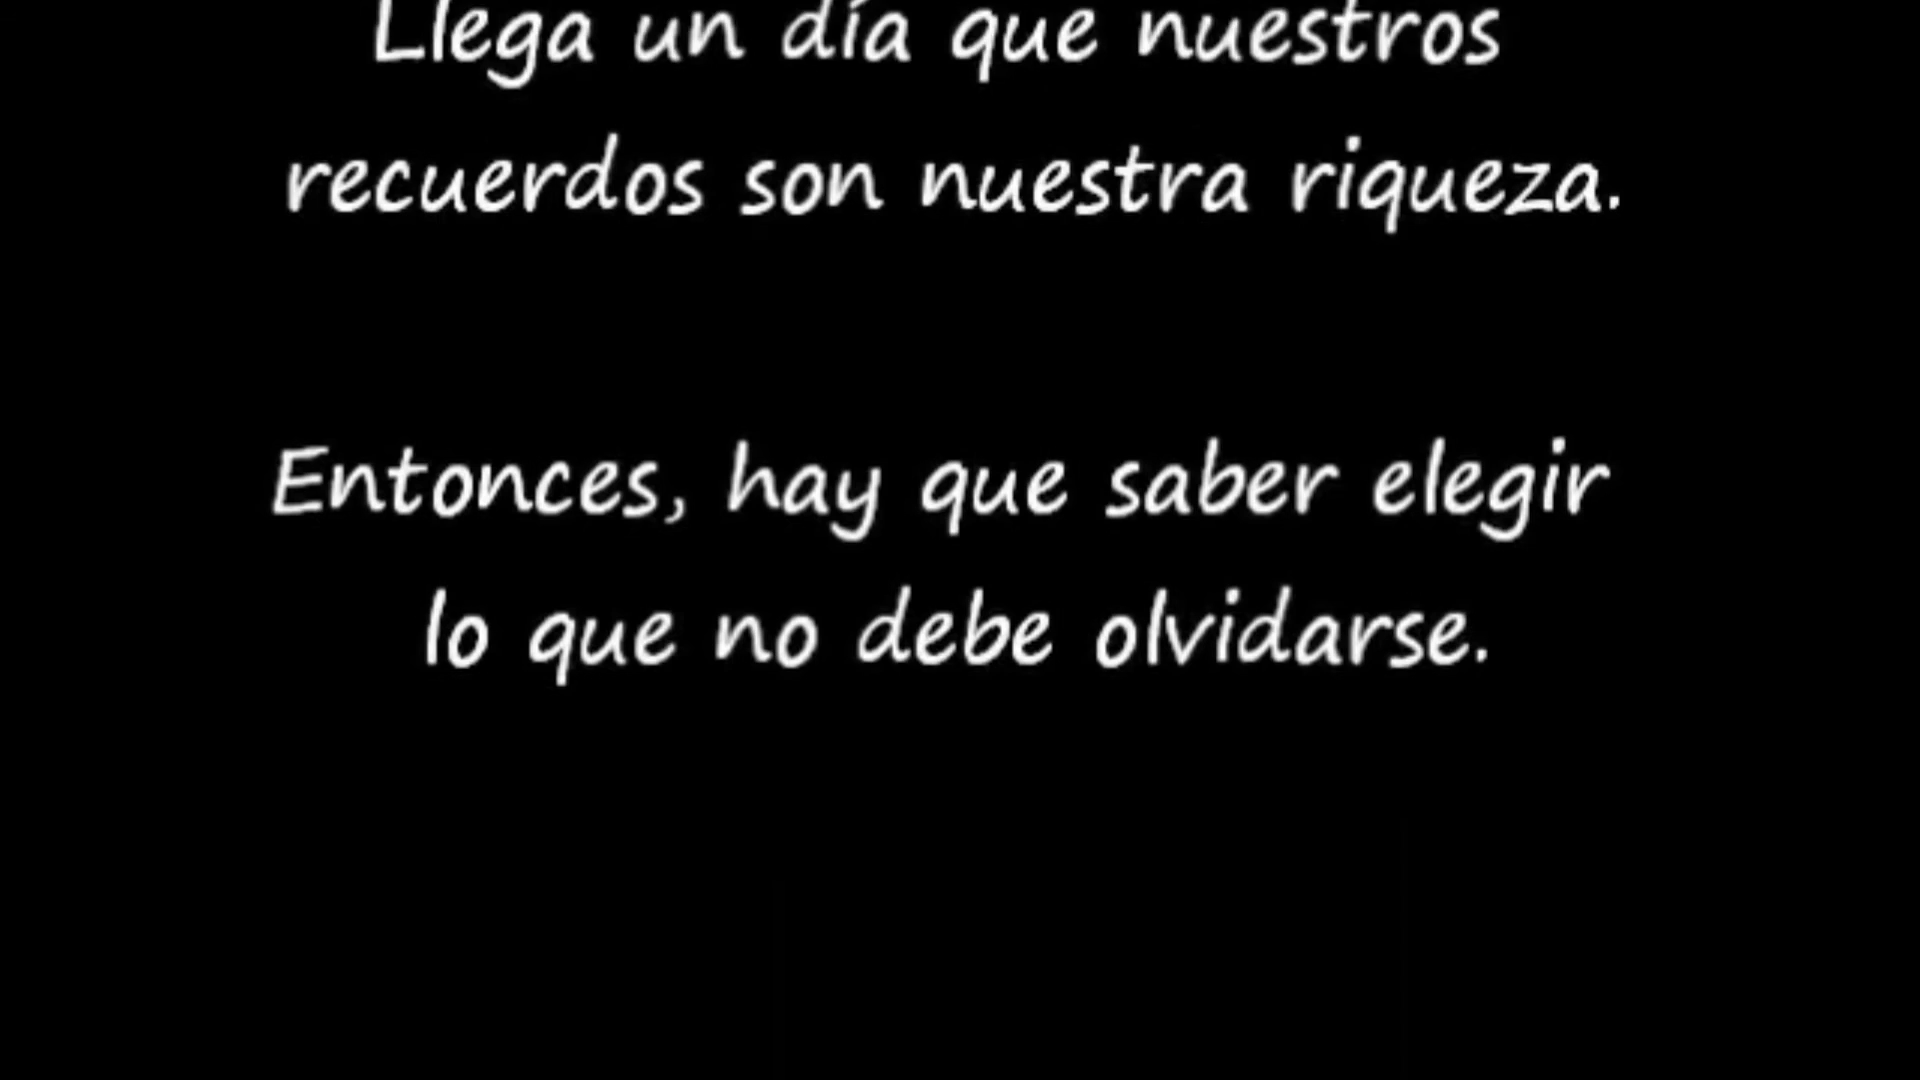 Llega un día que nuestros
recuerdos son nuestra riqueza.
Entonces, hay que saber elegir
lo que no debe olvidarse.